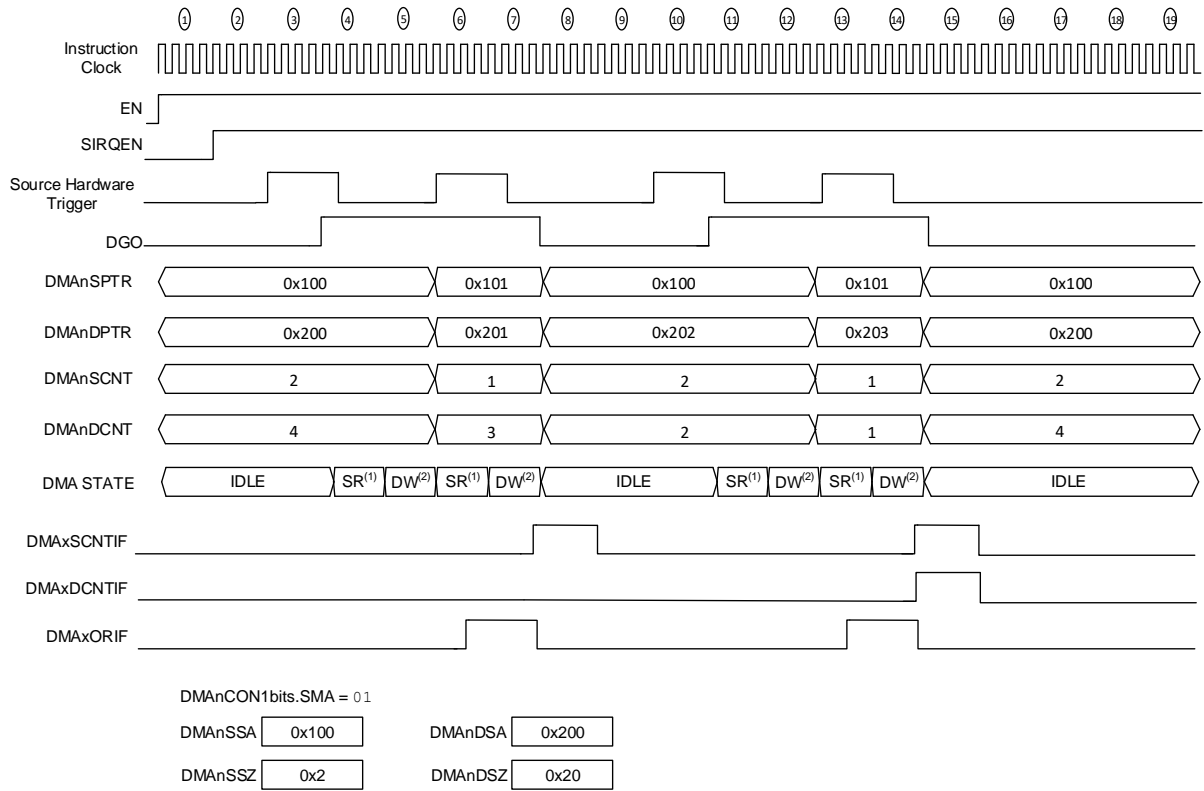 1 2 3 4 5 6 7 8 9 10 11 12 13 14 15 16 17 18 19
Instruction
Clock
EN
SIRQEN
Source Hardware
Trigger
DGO
DMAnSPTR 0x100 0x101 0x100 0x101 0x100
DMAnDPTR 0x200 0x201 0x202 0x203 0x200
DMAnSCNT 2 1 2 1 2
DMAnDCNT 4 3 2 1 4
DMA STATE IDLE SR(1) DW(2) SR(1) DW(2) IDLE SR(1) DW(2) SR(1) DW(2) IDLE
DMAxSCNTIF
DMAxDCNTIF
DMAxORIF
DMAnCON1bits.SMA = 01
DMAnSSA 0x100 DMAnDSA 0x200
DMAnSSZ 0x2 DMAnDSZ 0x20